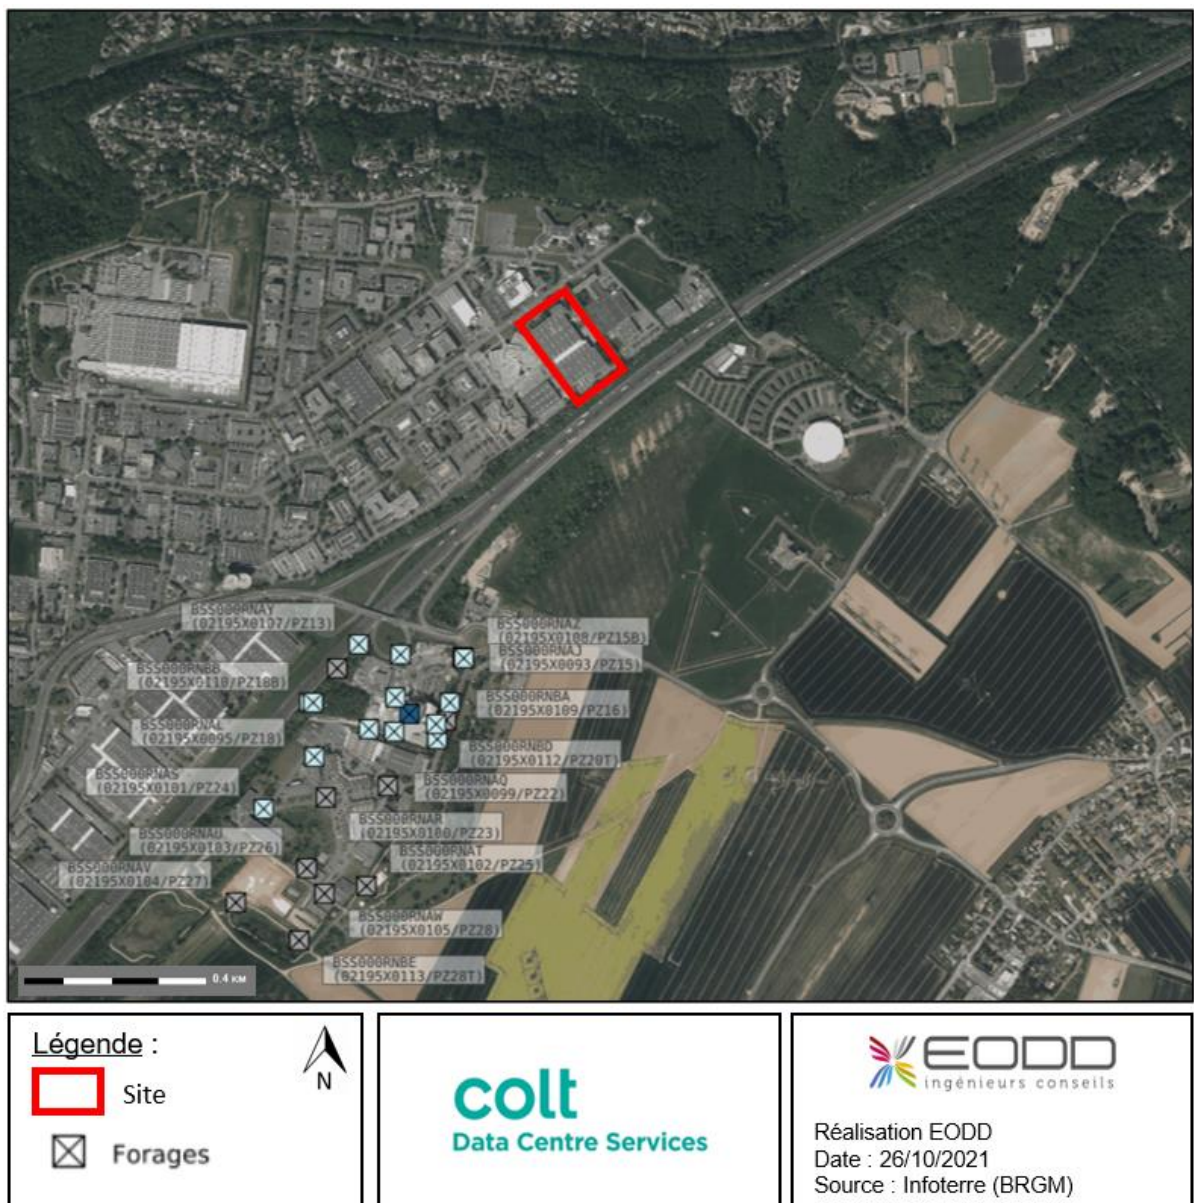 BSS000RNAY
(02195X0107/PZ13)
BSS000RNAZ
(02195X0108/PZ15B)
BSS000RNAJ
(02195X0093/PZ15)
BSS000RNBB
(02195X0110/PZ18B)
BSS000RNBA
(02195X0109/PZ16)
BSS000RNAL
(02195X0095/PZ18)
BSS000RNBD
(02195X0112/PZ20T)
BSS000RNAS
(02195X0101/PZ24)
BSS000RNAQ
(02195X0099/PZ22)
BSS000RNAR
(02195X0100/PZ23)
BSS000RNAU
(02195X0103/PZ26)
BSS000RNAT
(02195X0102/PZ25)
BSS000RNAV
(02195X0104/PZ27)
BSS000RNAW
(02195X0105/PZ28)
BSS000RNBE
(02195X0113/PZ28T)
0.4 KM
Légende :
N
Site
Forages
colt
Data Centre Services
EODD
ingénieurs conseils
Réalisation EODD
Date : 26/10/2021
Source : Infoterre (BRGM)